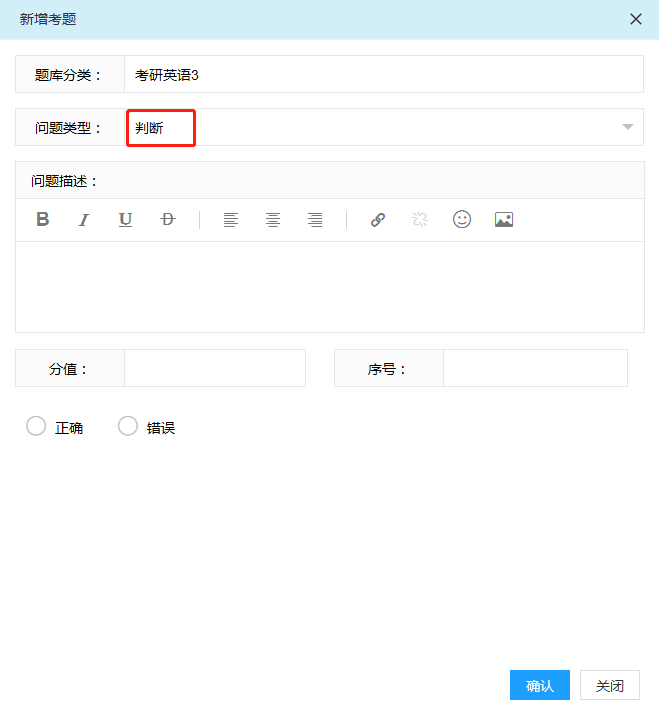 新增考题
题库分类： 考研英语3
问题类型： 判断
问题描述：
B I U D
分值： 序号：
正确 错误
确认 关闭